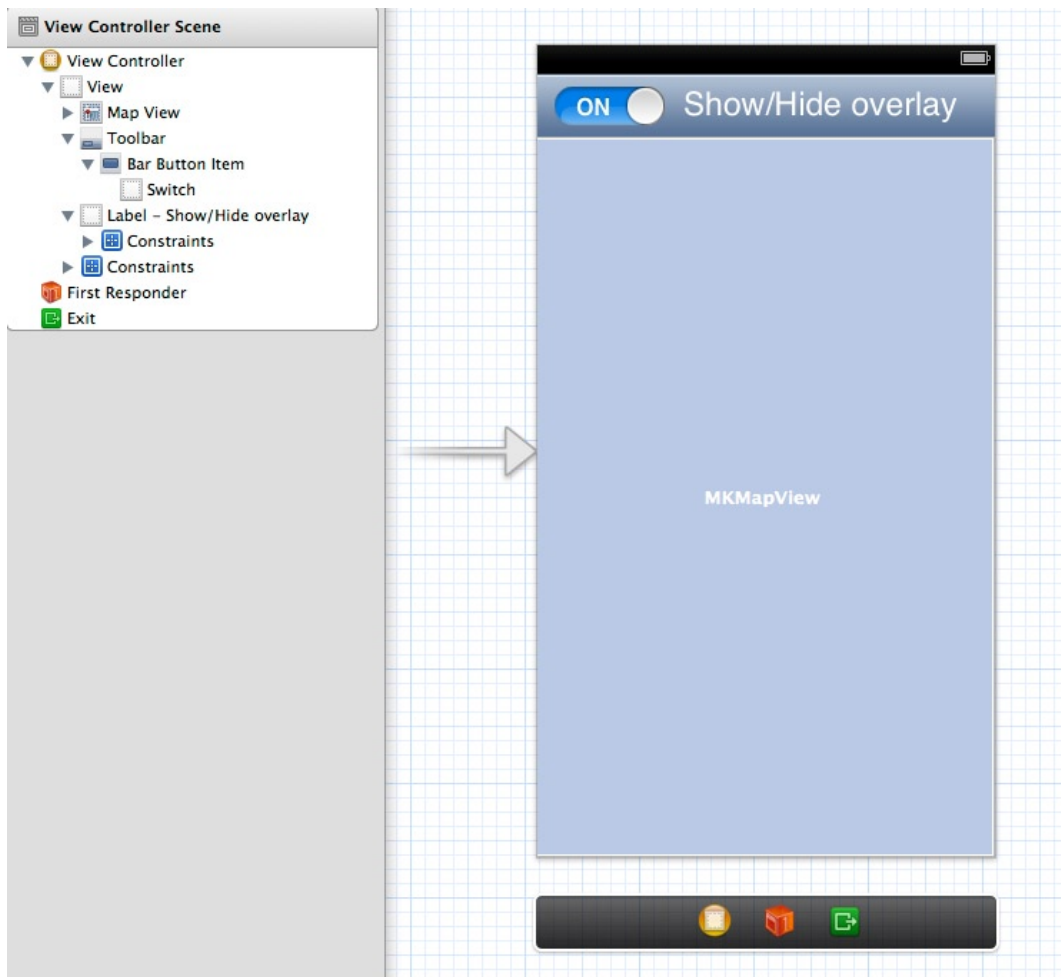 View Controller Scene
View Controller
View
Map View
Toolbar
Bar Button Item
Switch
Label – Show/Hide overlay
Constraints
Constraints
First Responder
Exit
ON Show/Hide overlay
MKMapView